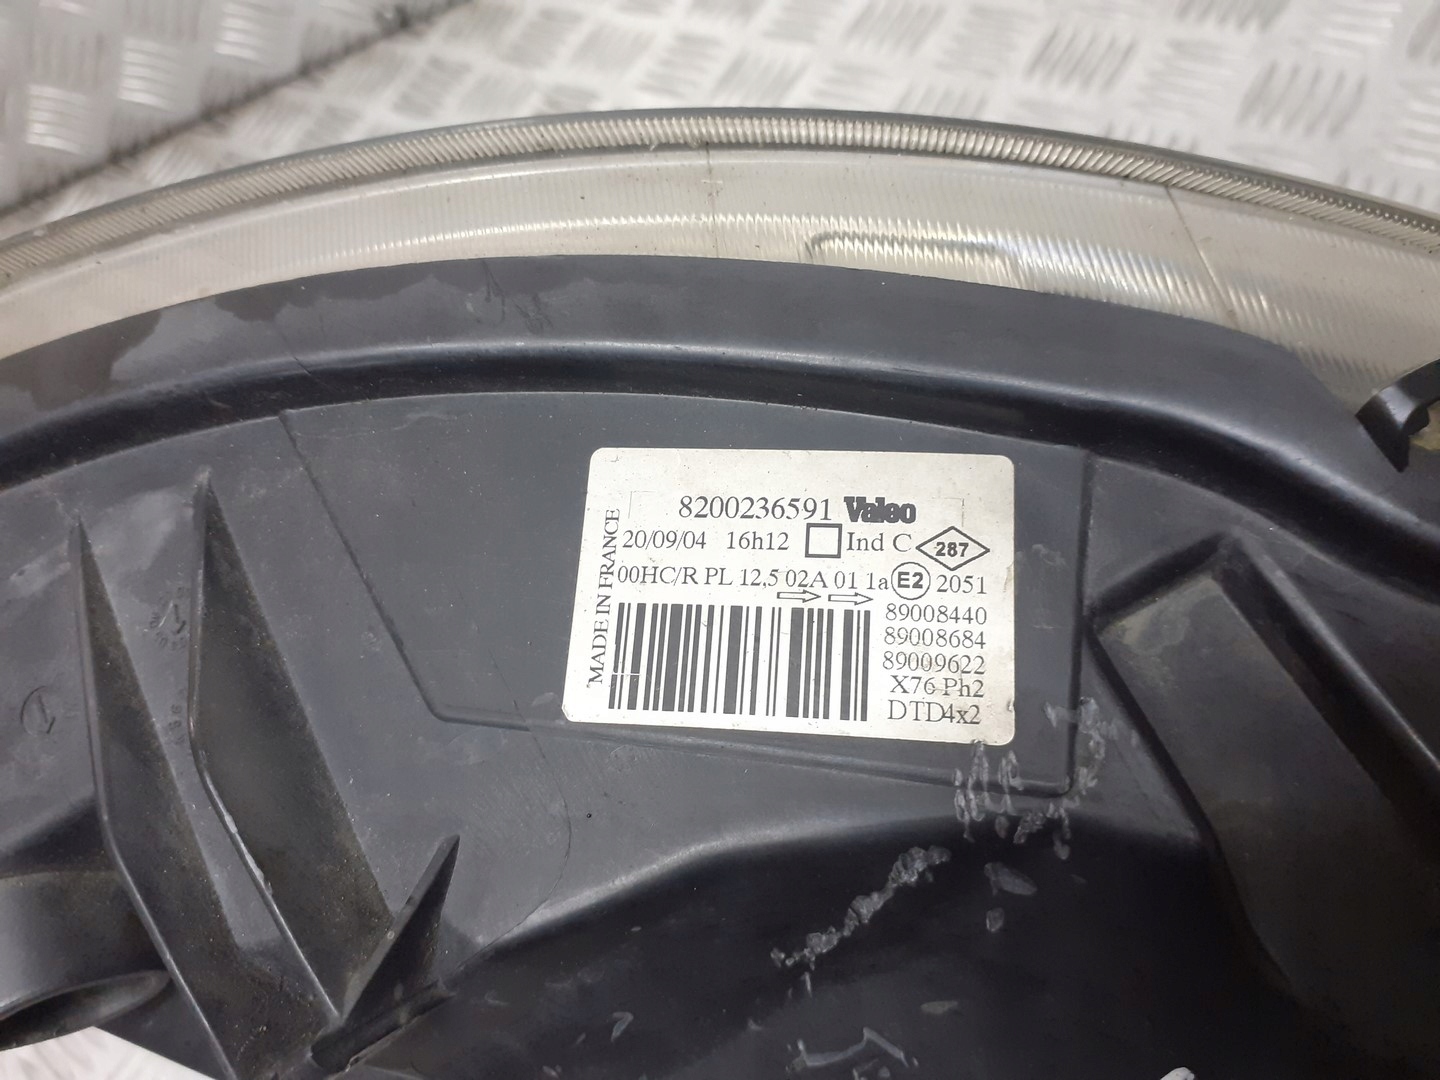 8200236591 Valeo
20/09/04 16h12 Ind C 287
00HC/R PL 12,5 02A 01 1a E2 2051
89008440
89008684
89009622
X76 Ph2
DTD4x2
MADE IN FRANCE